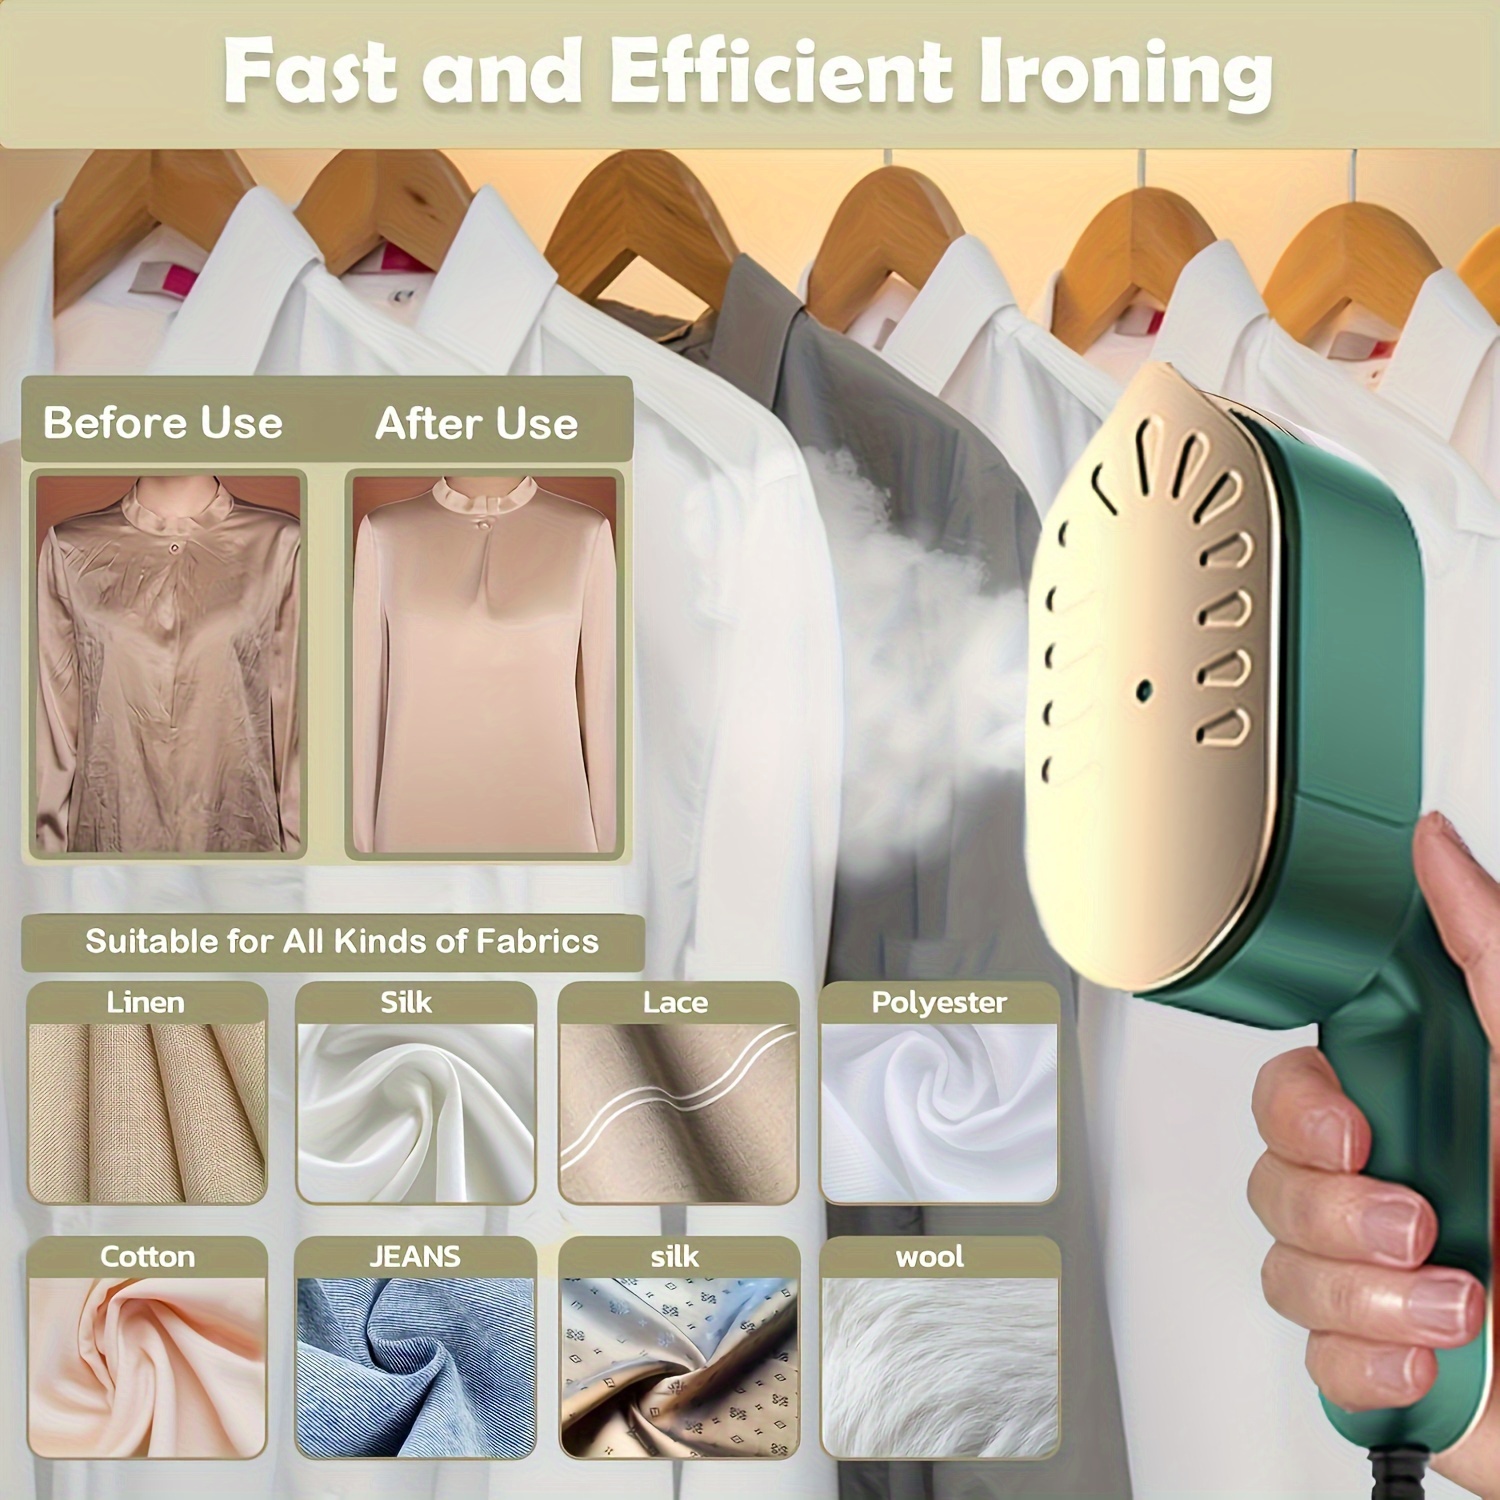 Fast and Efficient Ironing
Before Use
After Use
Suitable for All Kinds of Fabrics
Linen
Silk
Lace
Polyester
Cotton
JEANS
silk
wool